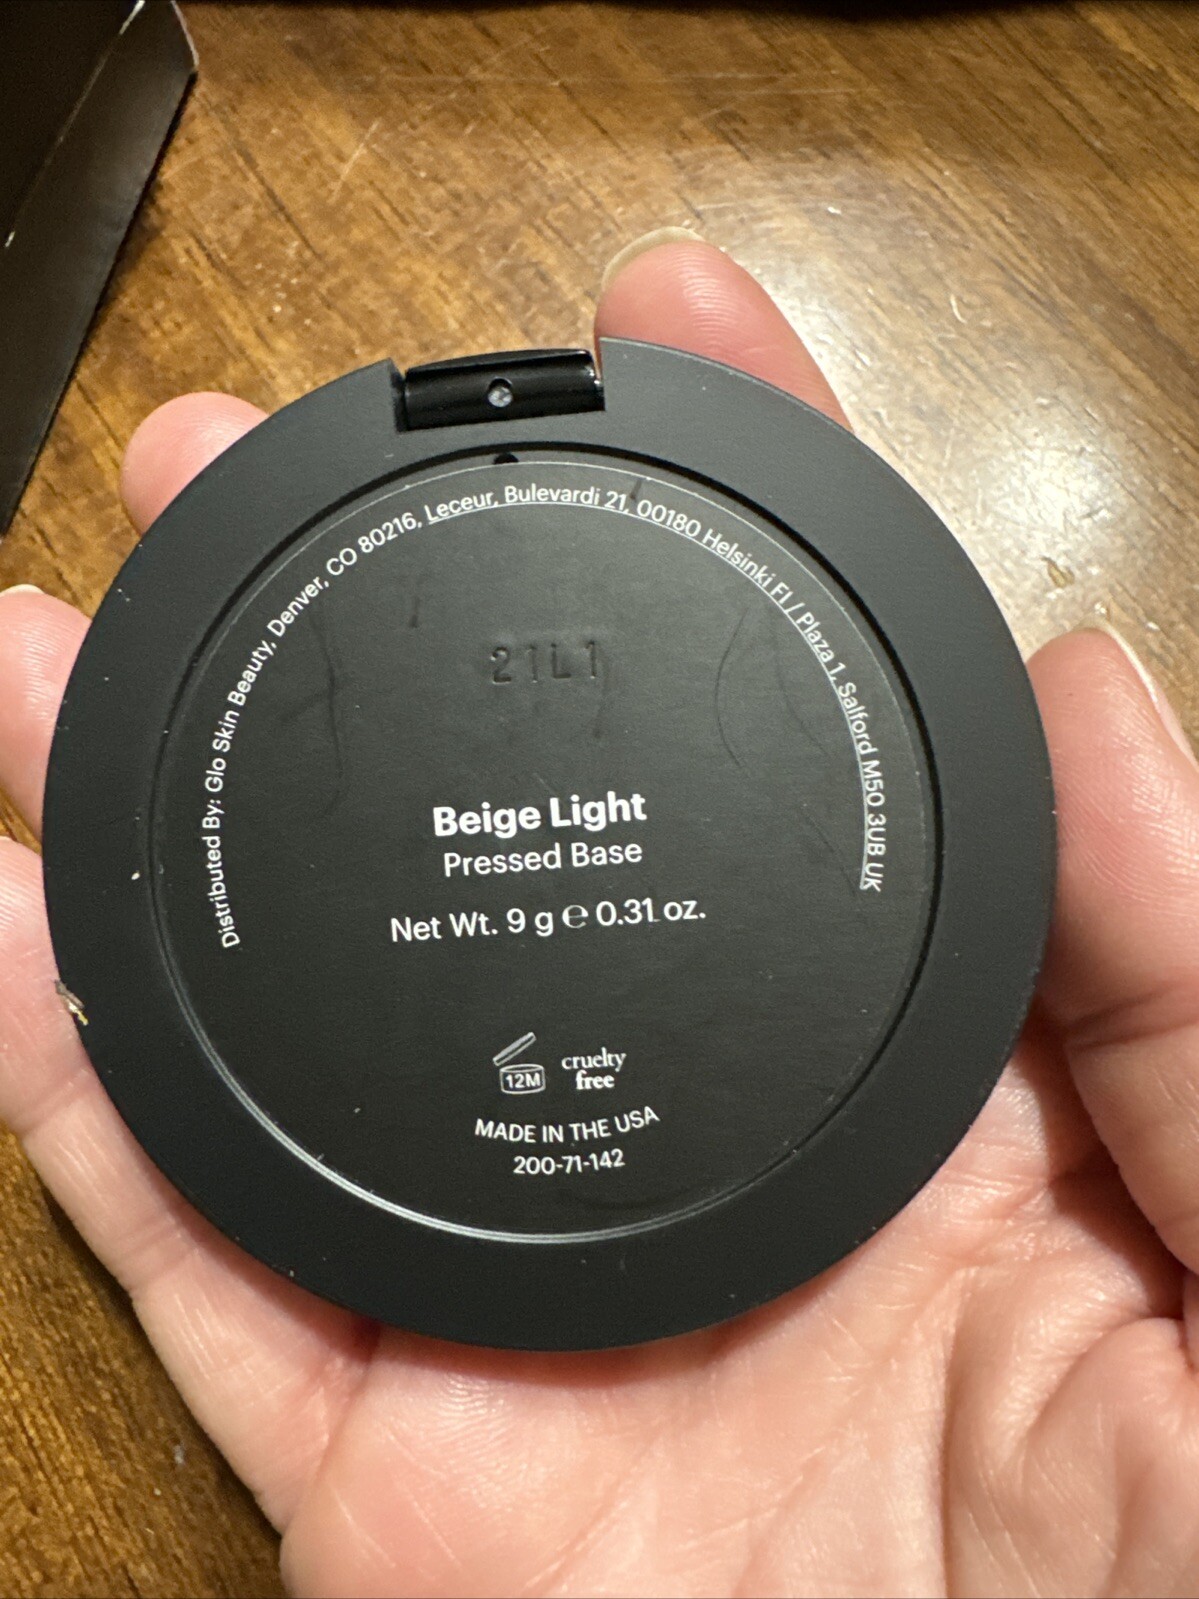 Distributed By: Glo Skin Beauty, Denver, CO 80216, Leceur, Bulevardi 21, 00180 Helsinki FI / Plaza 1, Salford M50 3UB UK
21L1
Beige Light
Pressed Base
Net Wt. 9 g ℮ 0.31 oz.
12M
cruelty
free
MADE IN THE USA
200-71-142